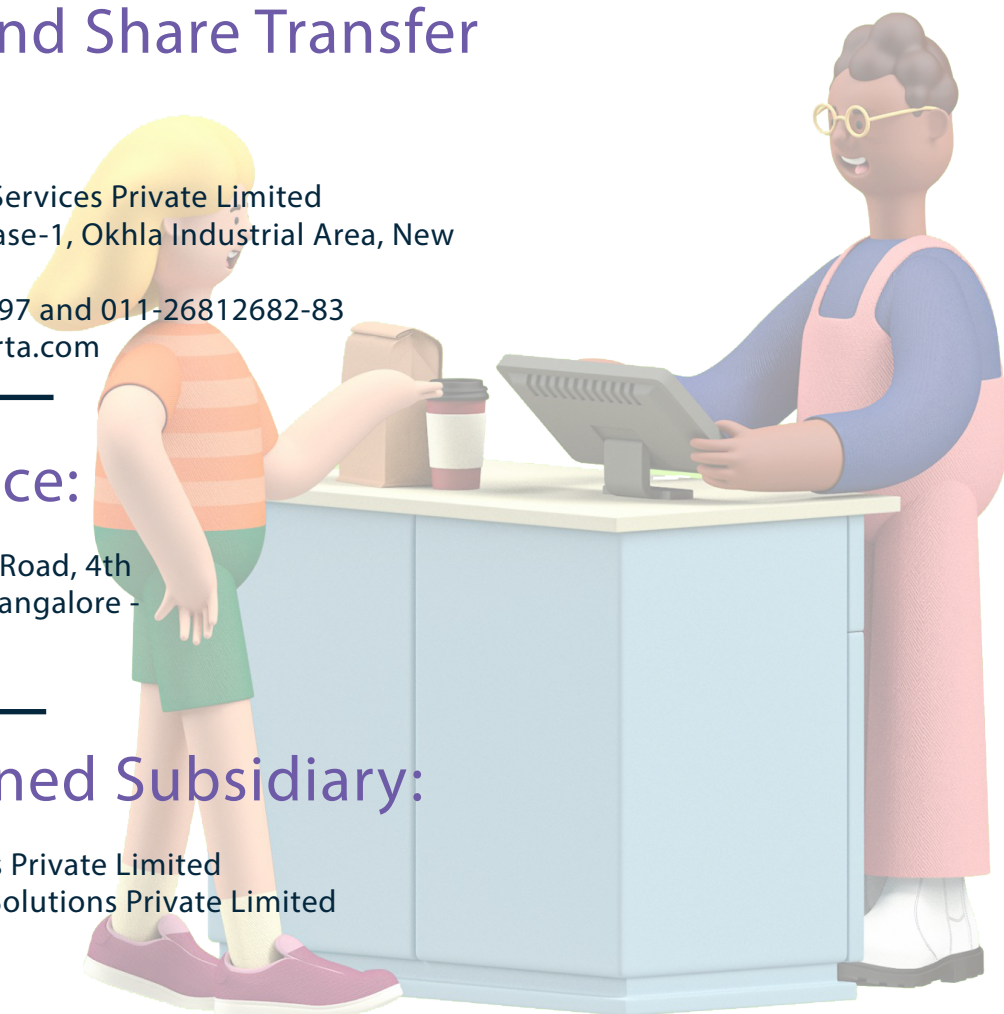 nd Share Transfer
Services Private Limited
ase-1, Okhla Industrial Area, New
97 and 011-26812682-83
rta.com
ce:
Road, 4th
angalore -
ned Subsidiary:
s Private Limited
Solutions Private Limited